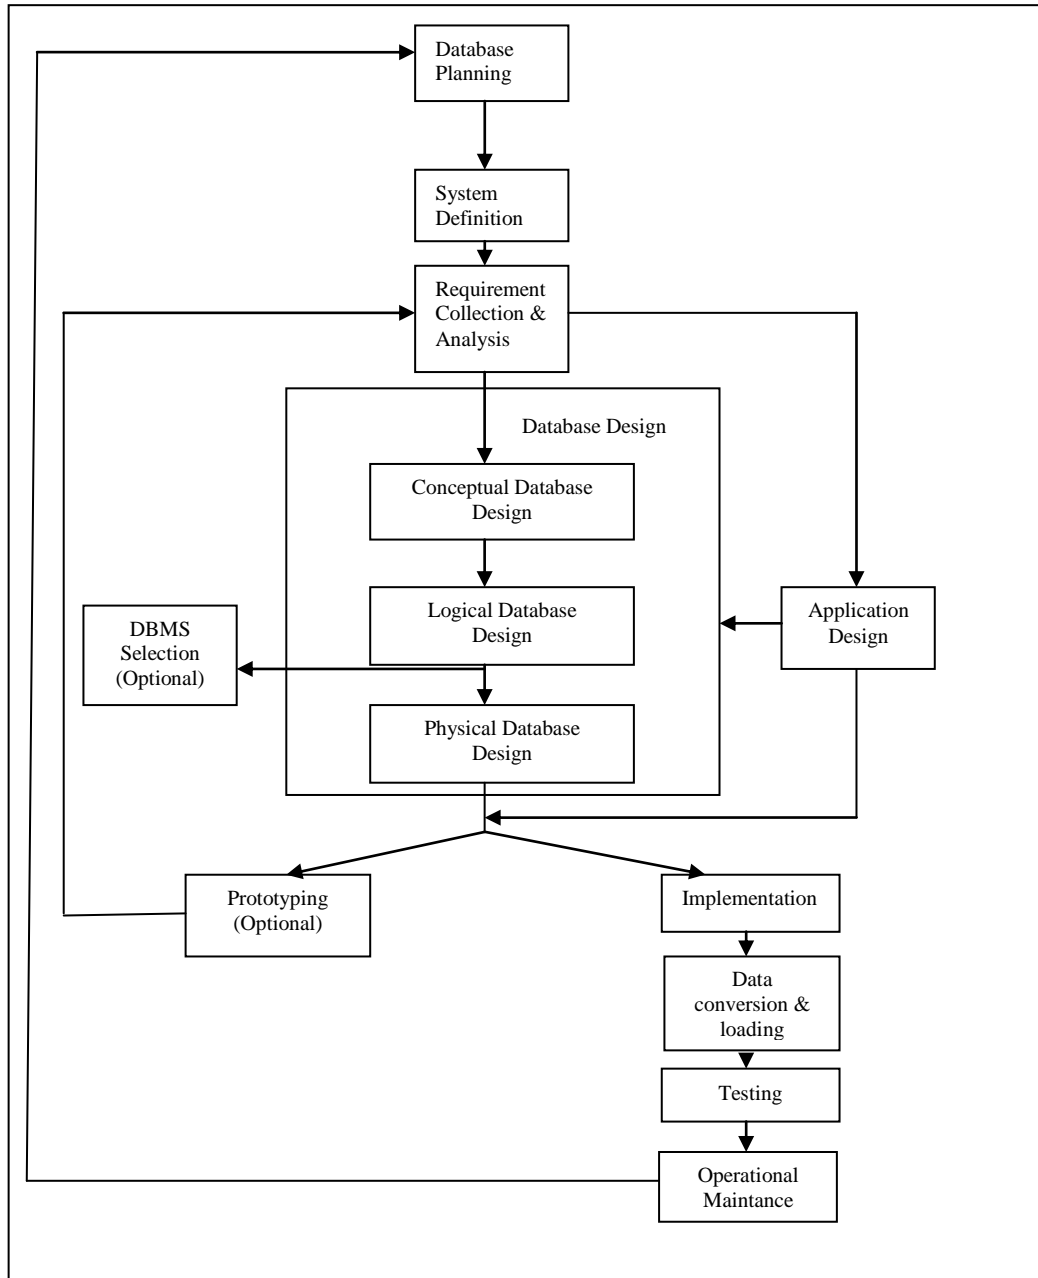 Database
Planning
System
Definition
Requirement
Collection &
Analysis
Database Design
Conceptual Database
Design
Logical Database
Design
DBMS
Selection
(Optional)
Application
Design
Physical Database
Design
Prototyping
(Optional)
Implementation
Data
conversion &
loading
Testing
Operational
Maintance